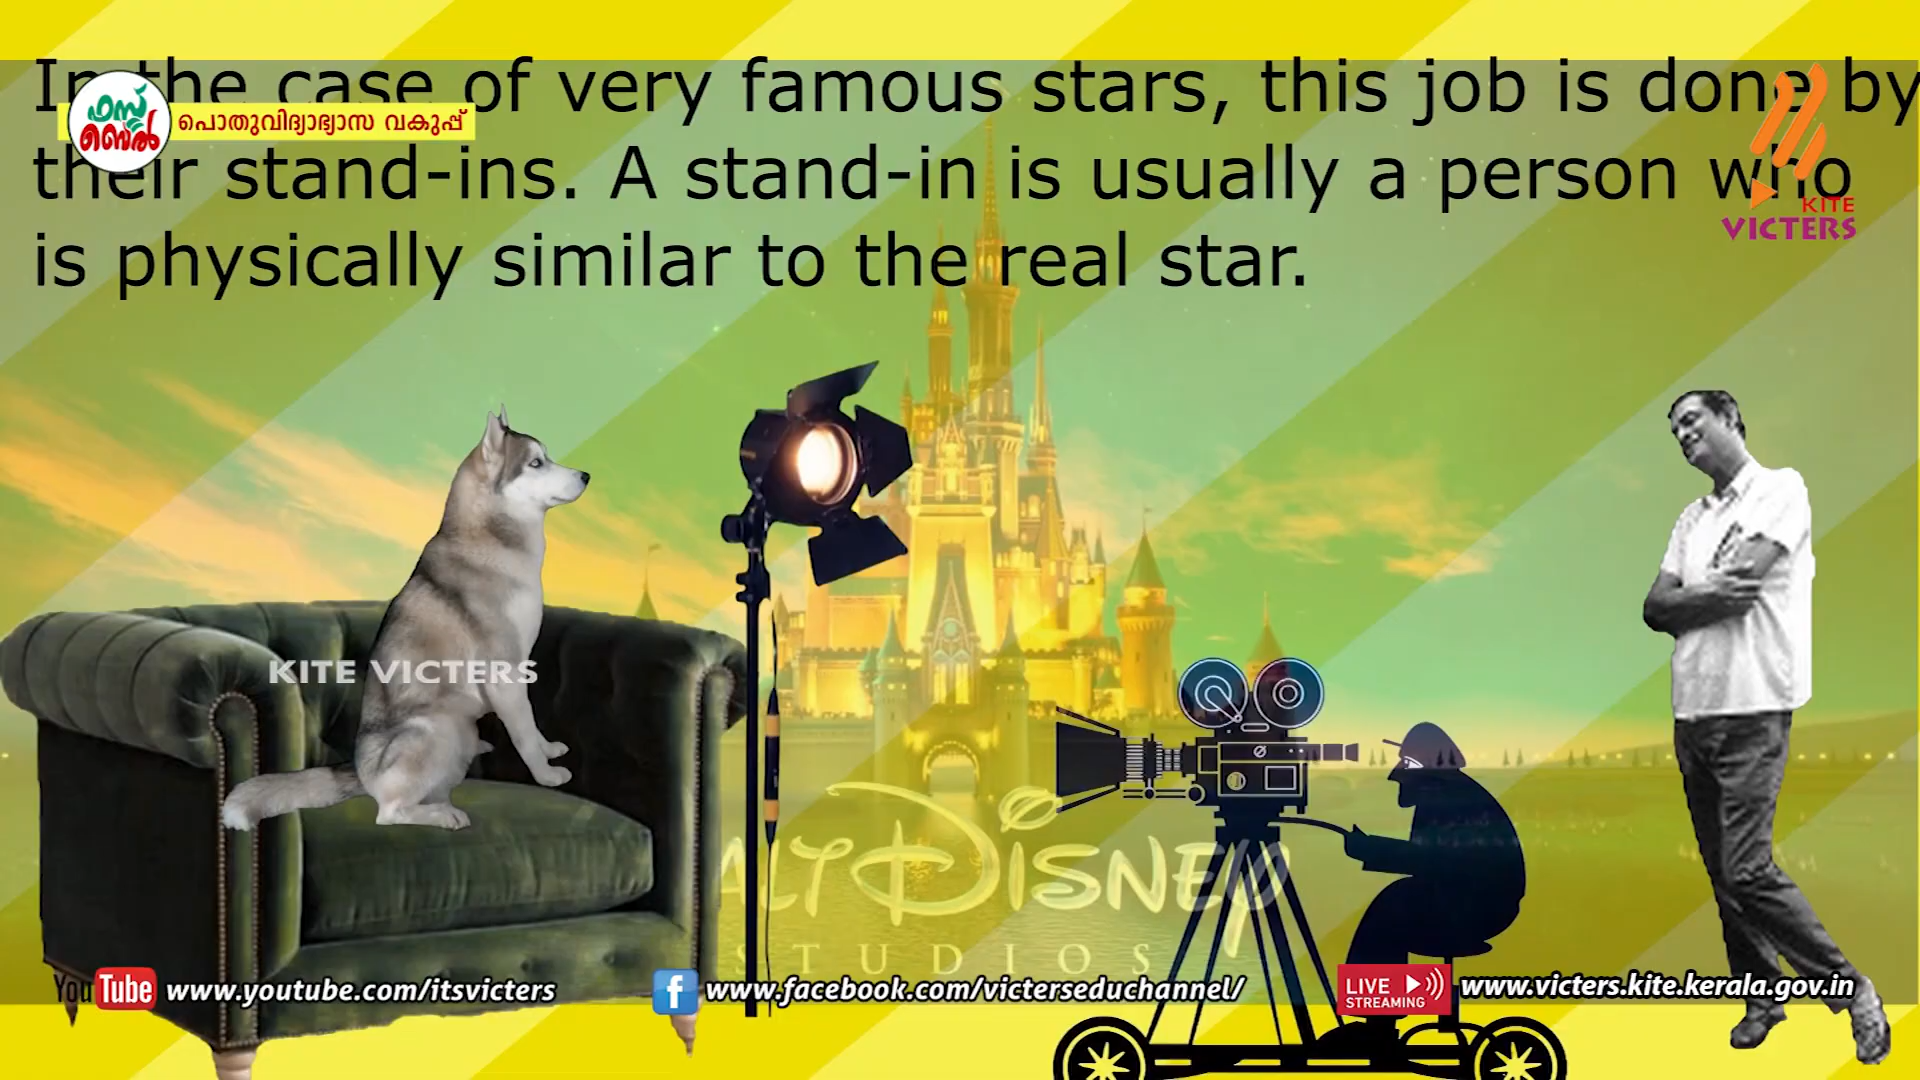 In the case of very famous stars, this job is done by
ഫസ്റ്റ്
ബെൽ
പൊതുവിദ്യാഭ്യാസ വകുപ്പ്
their stand-ins. A stand-in is usually a person who
KITE
VICTERS
is physically similar to the real star.
KITE VICTERS
ALT DISNEY
STUDIOS
YouTube www.youtube.com/itsvicters
f www.facebook.com/victerseduchannel/
LIVE
STREAMING
www.victers.kite.kerala.gov.in